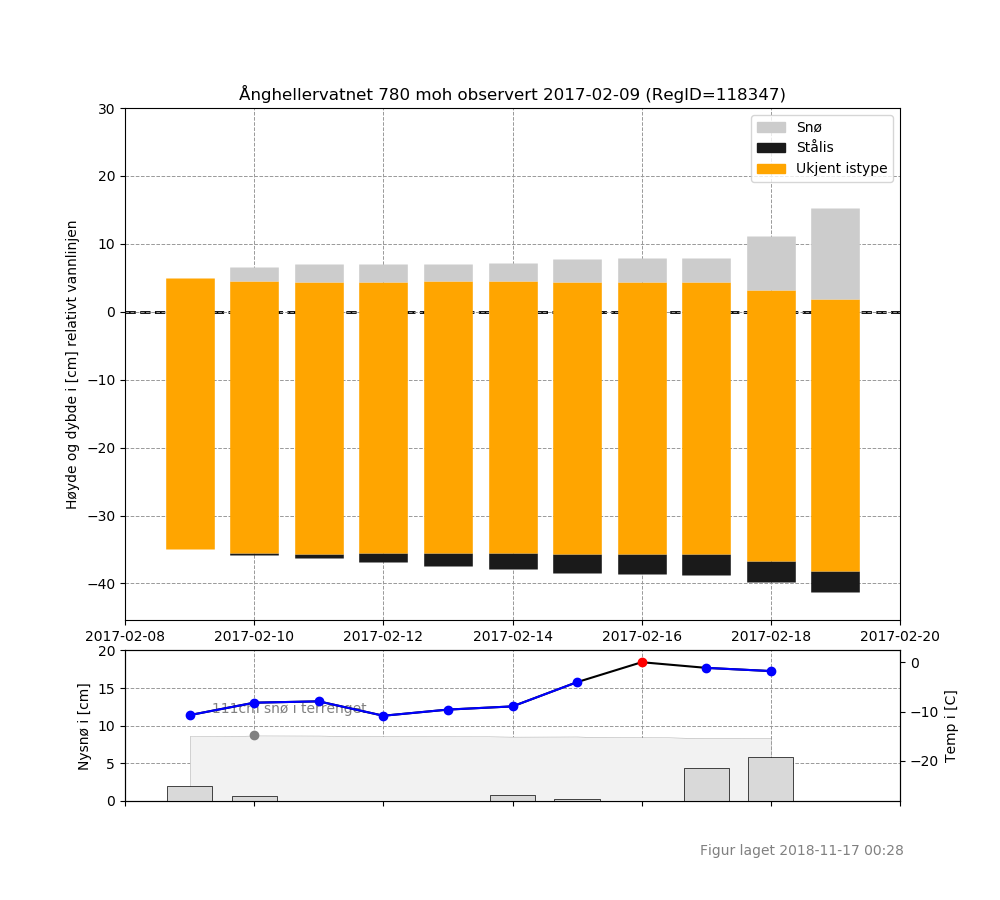 Ånghellervatnet 780 moh observert 2017-02-09 (RegID=118347)
30
20
10
0
−10
−20
−30
−40
Høyde og dybde i [cm] relativt vannlinjen
Snø
Stålis
Ukjent istype
2017-02-08 2017-02-10 2017-02-12 2017-02-14 2017-02-16 2017-02-18 2017-02-20
20
15
10
5
0
Nysnø i [cm]
111cm snø i terrenget
0
−10
−20
Temp i [C]
Figur laget 2018-11-17 00:28